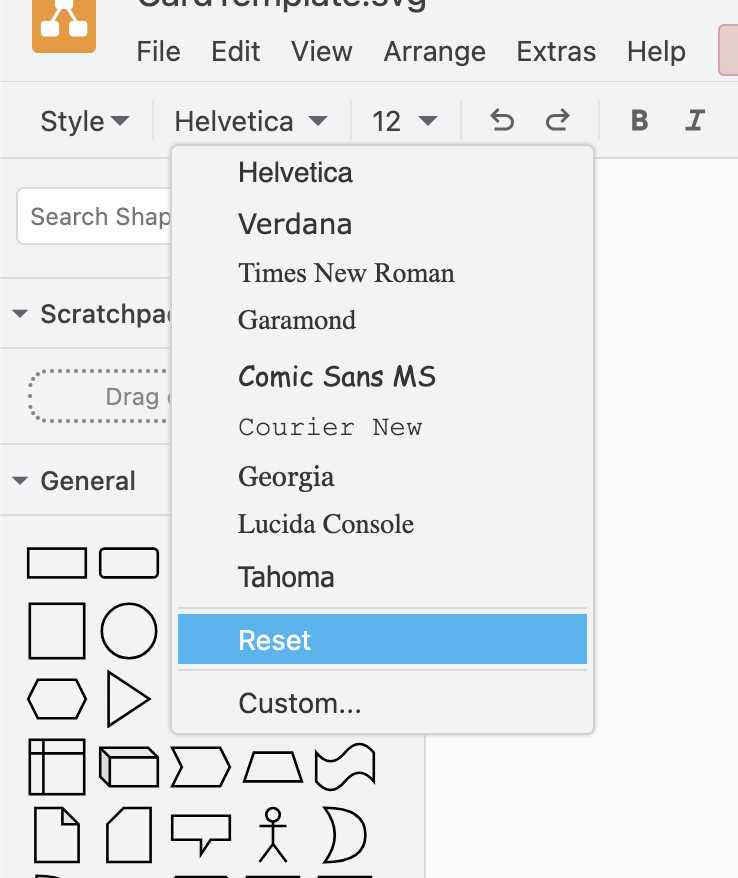 CardTemplate.svg
File Edit View Arrange Extras Help
Style Helvetica 12 B I
Helvetica
Search Shap
Verdana
Times New Roman
Scratchpa
Garamond
Comic Sans MS
Drag
Courier New
General
Georgia
Lucida Console
Tahoma
Reset
Custom...